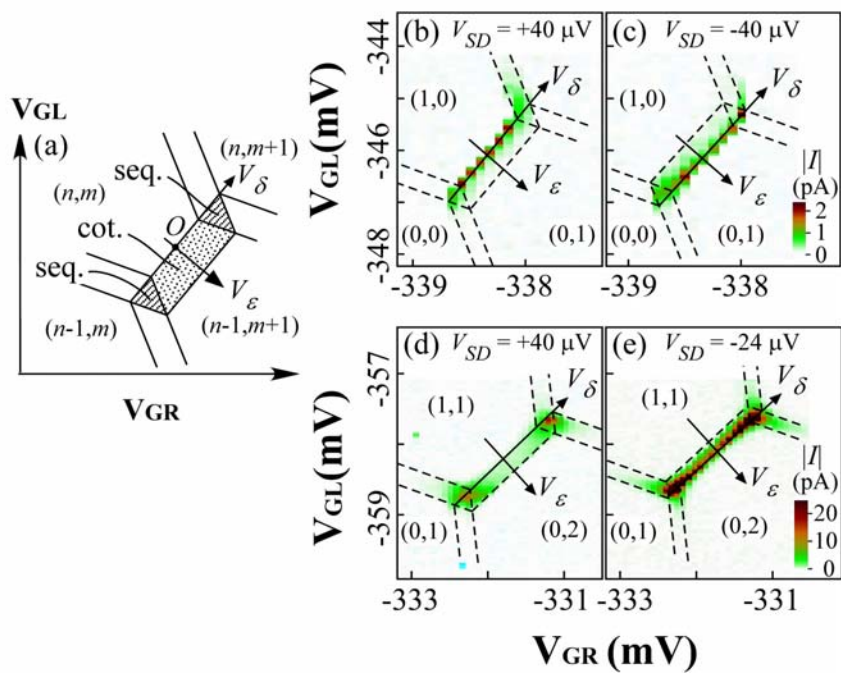 VGL
(a)
(n,m+1)
Vδ
seq.
(n,m)
O
cot.
seq.
Vε
(n-1,m)
(n-1,m+1)
VGR
(b)
VSD = +40 µV
Vδ
(1,0)
Vε
(0,0)
(0,1)
VGL(mV)
-344
-346
-348
-339
-338
(c)
VSD = -40 µV
Vδ
(1,0)
Vε
(0,0)
(0,1)
|I|
(pA)
2
1
0
-339
-338
(d)
VSD = +40 µV
Vδ
(1,1)
Vε
(0,1)
(0,2)
VGL(mV)
-357
-359
-333
-331
(e)
VSD = -24 µV
Vδ
(1,1)
Vε
(0,1)
(0,2)
|I|
(pA)
20
10
0
-333
-331
VGR (mV)